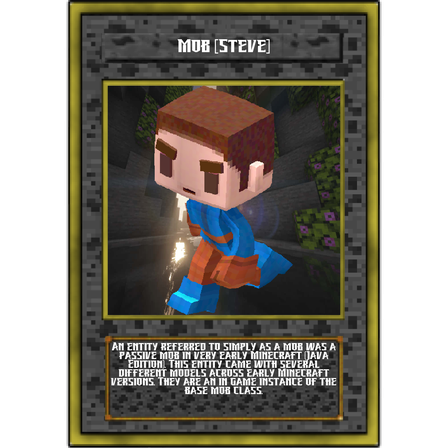 MOB [STEVE]
AN ENTITY REFERRED TO SIMPLY AS A MOB WAS A
PASSIVE MOB IN VERY EARLY MINECRAFT [JAVA
EDITION]. THIS ENTITY CAME WITH SEVERAL
DIFFERENT MODELS ACROSS EARLY MINECRAFT
VERSIONS. THEY ARE AN IN GAME INSTANCE OF THE
BASE MOB CLASS.